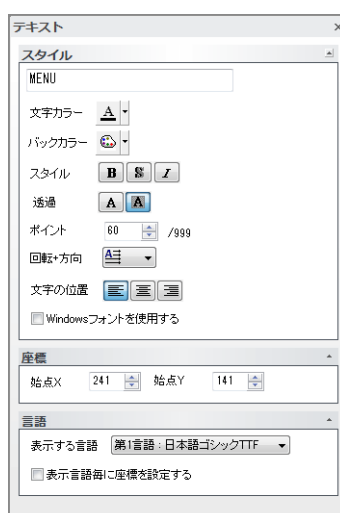 テキスト
スタイル
MENU
文字カラー A
バックカラー
スタイル B S I
透過 A A
ポイント 60 /999
回転+方向 A
文字の位置
Windowsフォントを使用する
座標
始点X 241 始点Y 141
言語
表示する言語 第1言語:日本語ゴシックTTF
表示言語毎に座標を設定する